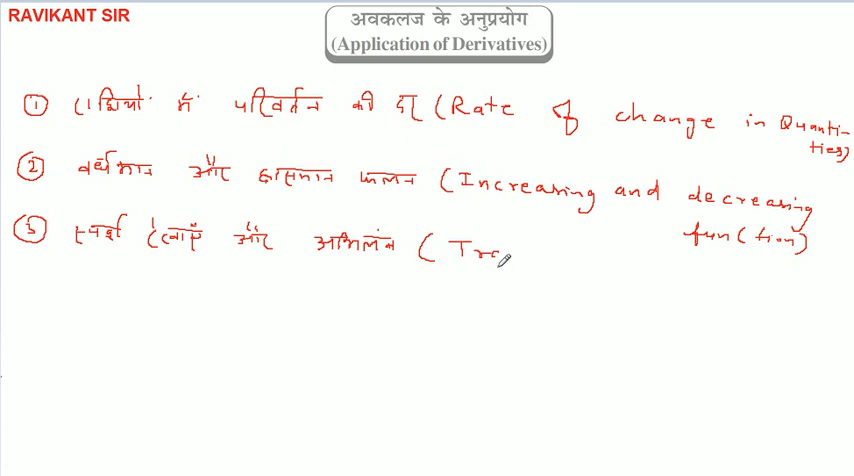 RAVIKANT SIR
अवकलज के अनुप्रयोग
(Application of Derivatives)
① राशियों में परिवर्तन की दर (Rate of change in Quantities)
② वर्धमान और ह्रासमान फलन (Increasing and decreasing function)
③ स्पर्श रेखाएँ और अभिलंब (